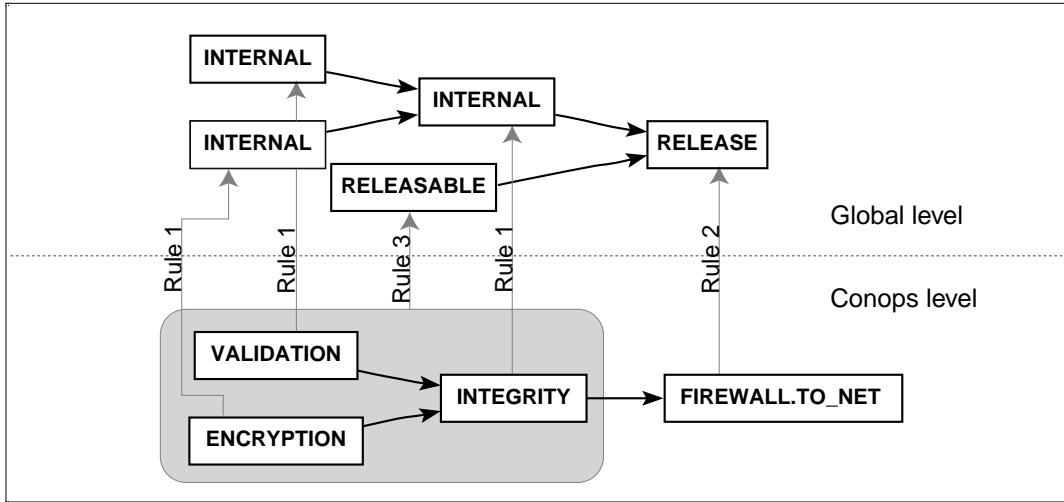 INTERNAL
INTERNAL
INTERNAL
RELEASE
RELEASABLE
Global level
Rule 1
Rule 1
Rule 3
Rule 1
Rule 2
Conops level
VALIDATION
INTEGRITY
FIREWALL.TO_NET
ENCRYPTION